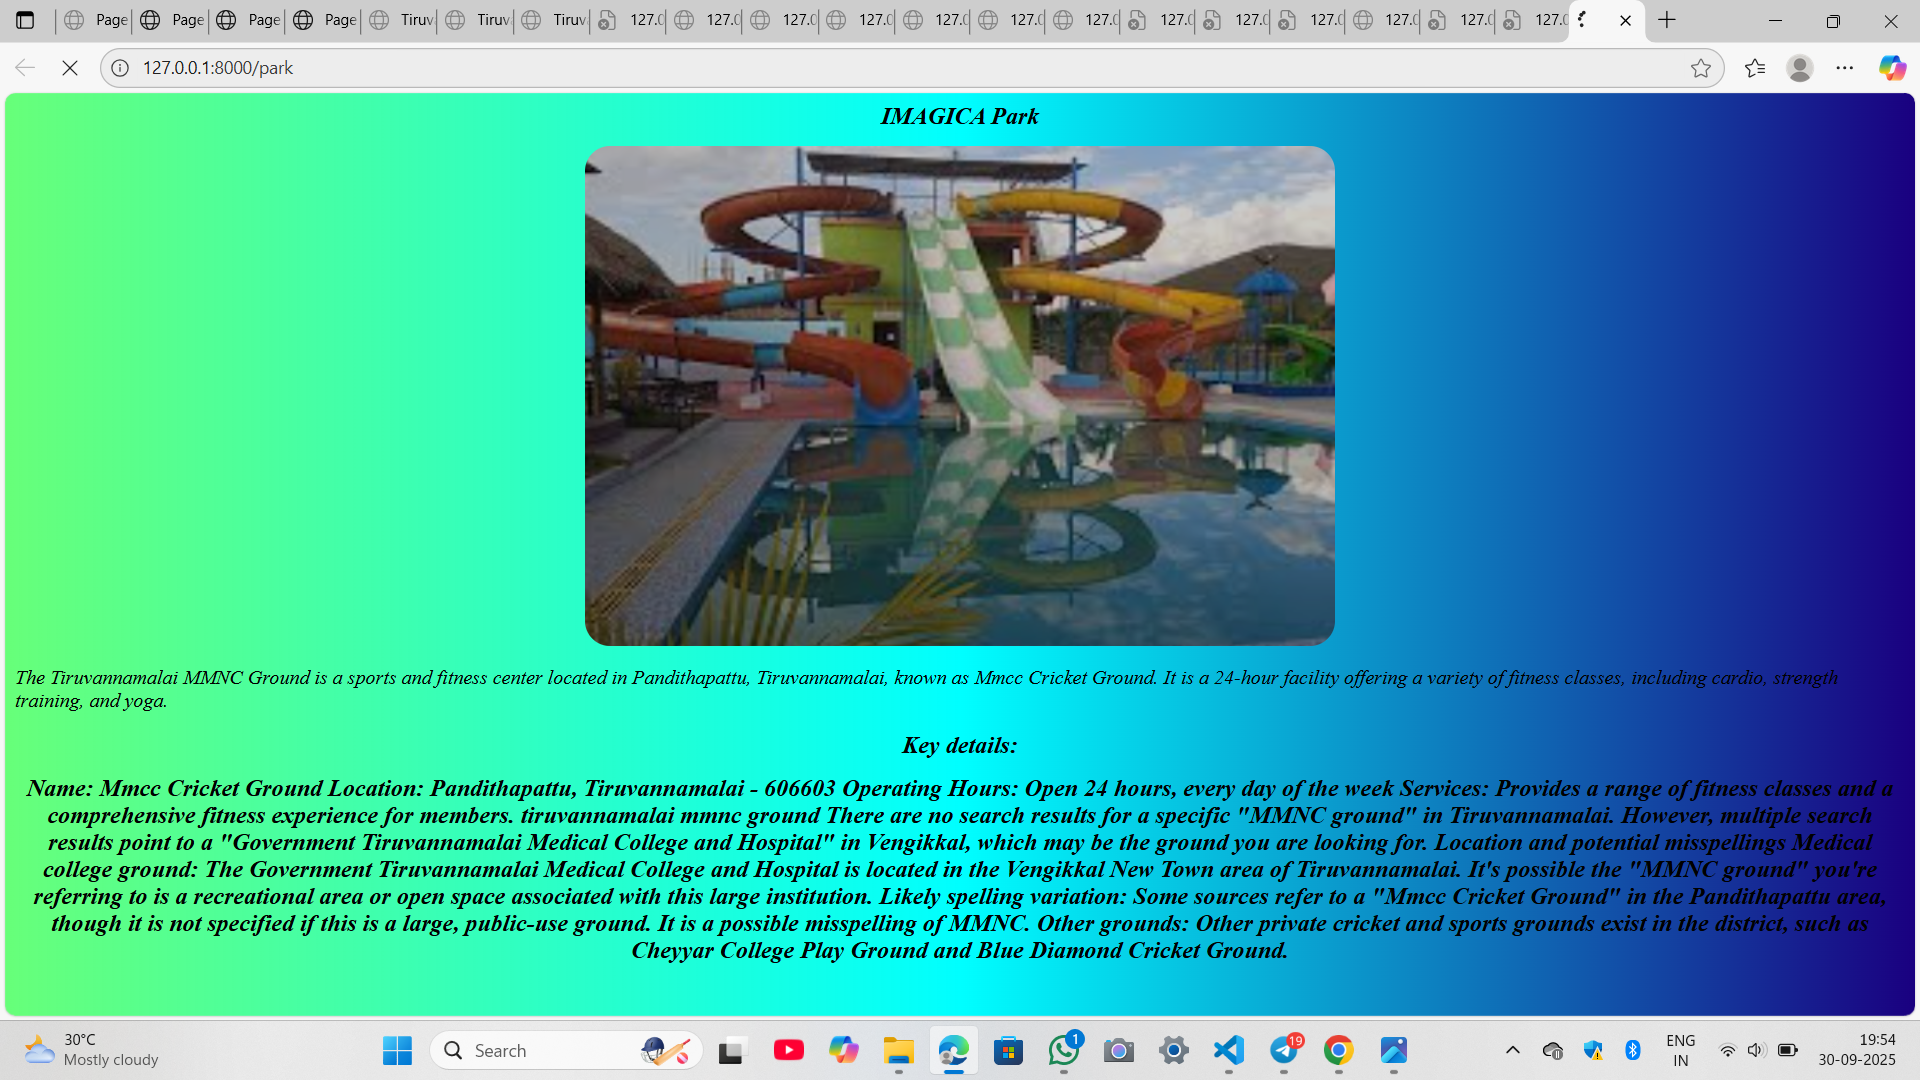 Page
Page
Page
Page
Tiruv
Tiruv
Tiruv
127.0
127.0
127.0
127.0
127.0
127.0
127.0
127.0
127.0
127.0
127.0
127.0
127.0
127.0.0.1:8000/park
IMAGICA Park
The Tiruvannamalai MMNC Ground is a sports and fitness center located in Pandithapattu, Tiruvannamalai, known as Mmcc Cricket Ground. It is a 24-hour facility offering a variety of fitness classes, including cardio, strength
training, and yoga.
Key details:
Name: Mmcc Cricket Ground Location: Pandithapattu, Tiruvannamalai - 606603 Operating Hours: Open 24 hours, every day of the week Services: Provides a range of fitness classes and a
comprehensive fitness experience for members. tiruvannamalai mmnc ground There are no search results for a specific "MMNC ground" in Tiruvannamalai. However, multiple search
results point to a "Government Tiruvannamalai Medical College and Hospital" in Vengikkal, which may be the ground you are looking for. Location and potential misspellings Medical
college ground: The Government Tiruvannamalai Medical College and Hospital is located in the Vengikkal New Town area of Tiruvannamalai. It's possible the "MMNC ground" you're
referring to is a recreational area or open space associated with this large institution. Likely spelling variation: Some sources refer to a "Mmcc Cricket Ground" in the Pandithapattu area,
though it is not specified if this is a large, public-use ground. It is a possible misspelling of MMNC. Other grounds: Other private cricket and sports grounds exist in the district, such as
Cheyyar College Play Ground and Blue Diamond Cricket Ground.
30°C
Mostly cloudy
Search
1
19
ENG
IN
19:54
30-09-2025